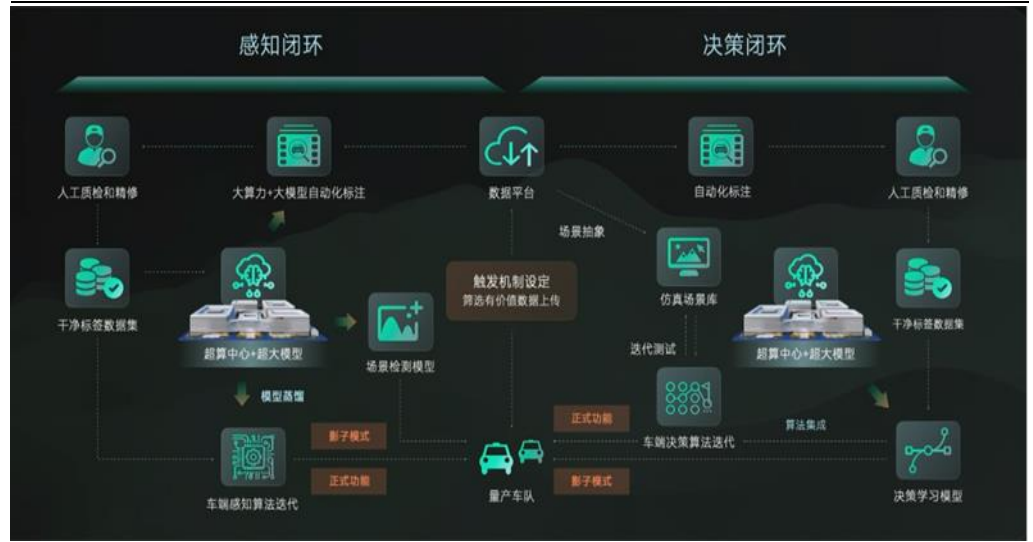 感知闭环
决策闭环
人工质检和精修
大算力+大模型自动化标注
数据平台
自动化标注
人工质检和精修
场景抽象
触发机制设定
筛选有价值数据上传
仿真场景库
干净标签数据集
超算中心+超大模型
场景检测模型
迭代测试
超算中心+超大模型
干净标签数据集
模型蒸馏
影子模式
正式功能
正式功能
影子模式
车端决策算法迭代
算法集成
车端感知算法迭代
量产车队
决策学习模型